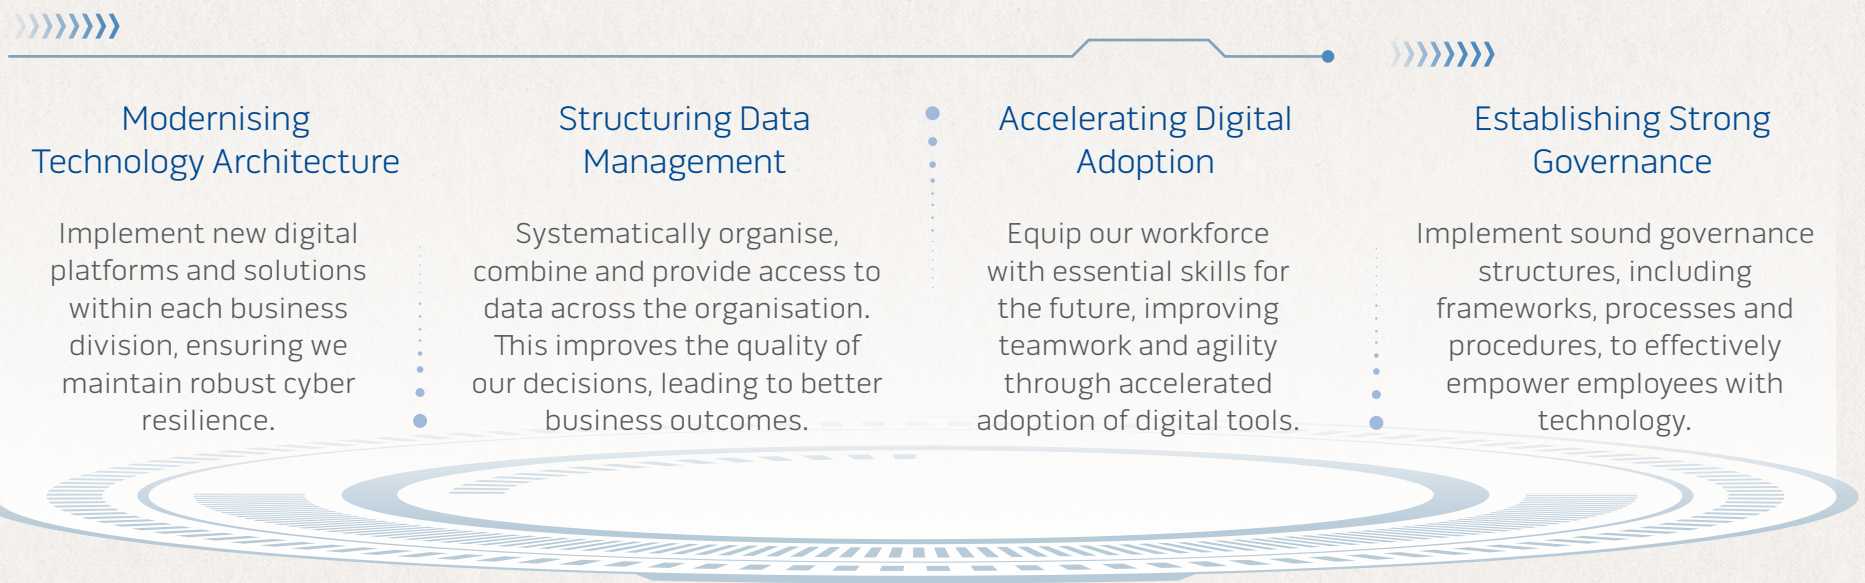 Modernising
Technology Architecture
Implement new digital
platforms and solutions
within each business
division, ensuring we
maintain robust cyber
resilience.
Structuring Data
Management
Systematically organise,
combine and provide access to
data across the organisation.
This improves the quality of
our decisions, leading to better
business outcomes.
Accelerating Digital
Adoption
Equip our workforce
with essential skills for
the future, improving
teamwork and agility
through accelerated
adoption of digital tools.
Establishing Strong
Governance
Implement sound governance
structures, including
frameworks, processes and
procedures, to effectively
empower employees with
technology.